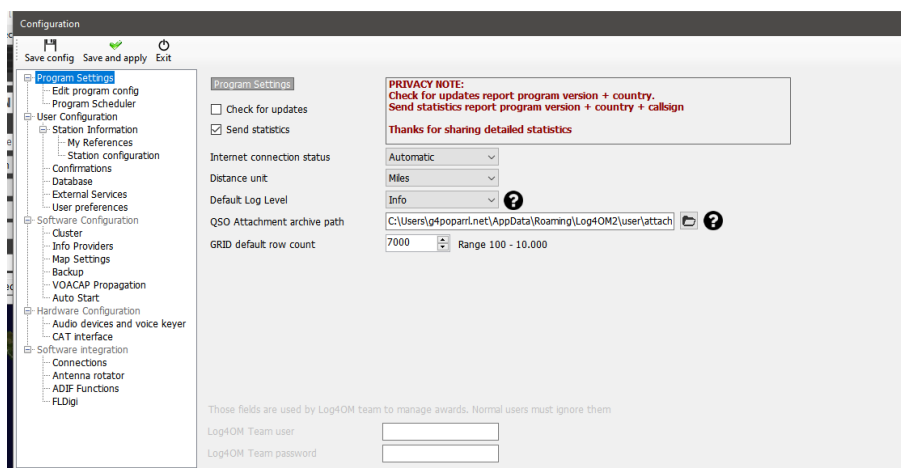 Configuration
Save config Save and apply Exit
Program Settings
Edit program config
Program Scheduler
User Configuration
Station Information
My References
Station configuration
Confirmations
Database
External Services
User preferences
Software Configuration
Cluster
Info Providers
Map Settings
Backup
VOACAP Propagation
Auto Start
Hardware Configuration
Audio devices and voice keyer
CAT interface
Software integration
Connections
Antenna rotator
ADIF Functions
FLDigi
Program Settings
Check for updates
Send statistics
PRIVACY NOTE:
Check for updates report program version + country.
Send statistics report program version + country + callsign
Thanks for sharing detailed statistics
Internet connection status Automatic
Distance unit Miles
Default Log Level Info ?
QSO Attachment archive path C:\Users\g4poparrl.net\AppData\Roaming\Log4OM2\user\attach ?
GRID default row count 7000 Range 100 - 10.000
Those fields are used by Log4OM team to manage awards. Normal users must ignore them
Log4OM Team user
Log4OM Team password